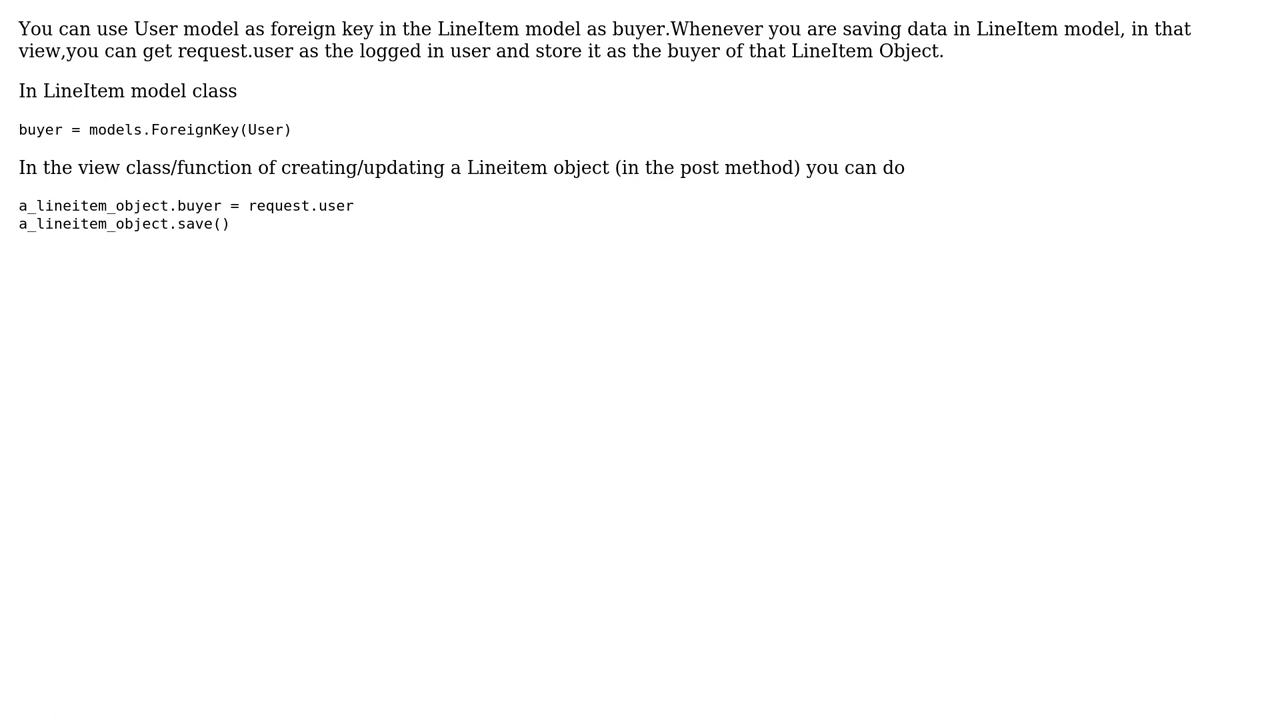 You can use User model as foreign key in the LineItem model as buyer.Whenever you are saving data in LineItem model, in that
view,you can get request.user as the logged in user and store it as the buyer of that LineItem Object.
In LineItem model class
buyer = models.ForeignKey(User)
In the view class/function of creating/updating a Lineitem object (in the post method) you can do
a_lineitem_object.buyer = request.user
a_lineitem_object.save()